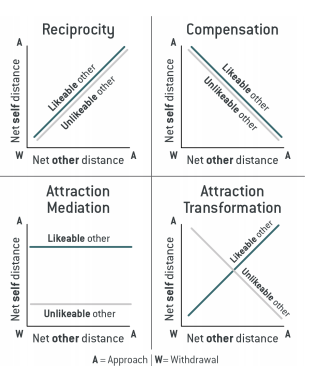 Reciprocity
A
Net self distance
Likeable other
Unlikeable other
W
Net other distance
A
Compensation
A
Net self distance
Likeable other
Unlikeable other
W
Net other distance
A
Attraction
Mediation
A
Net self distance
Likeable other
Unlikeable other
W
Net other distance
A
Attraction
Transformation
A
Net self distance
Likeable other
Unlikeable other
W
Net other distance
A
A = Approach | W = Withdrawal